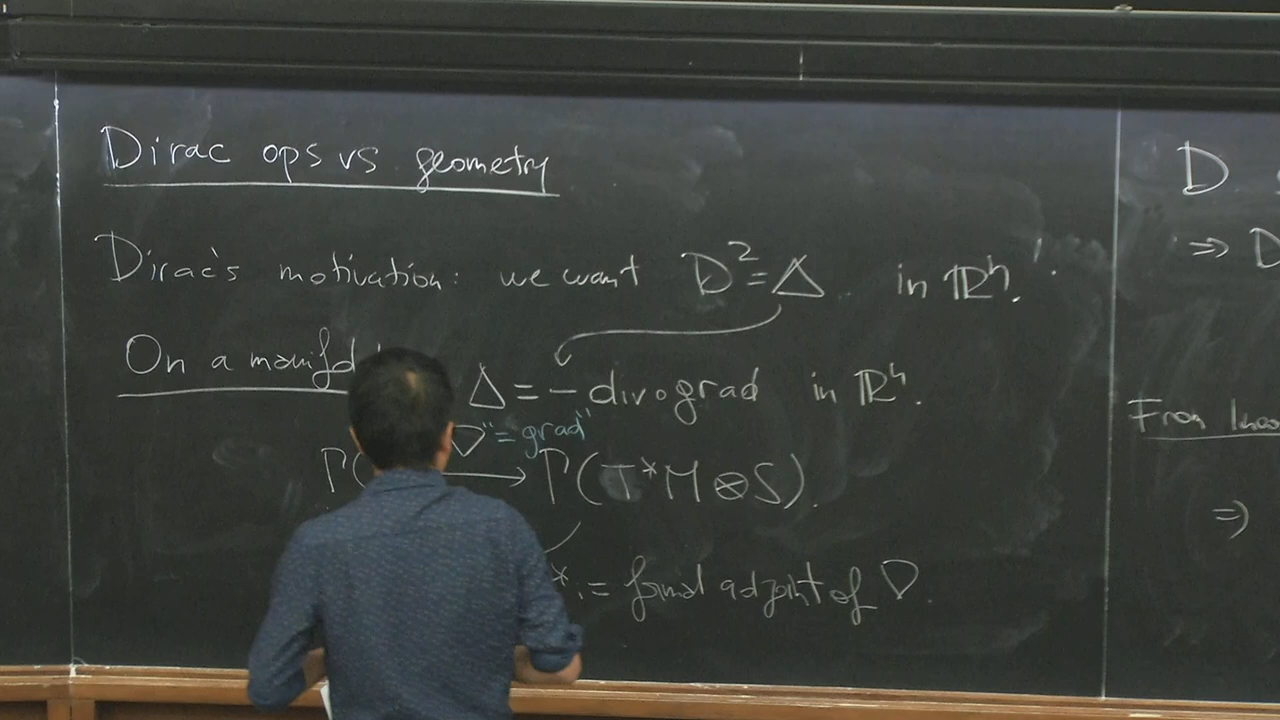 Dirac ops vs geometry
Dirac's motivation: we want D² = Δ in ℝⁿ.
On a manifd
Δ = - div∘grad in ℝⁿ.
∇ "= grad"
Γ( → Γ(T*M⊗S).
* := formal adjoint of ∇.
D
⇒ D
From
⇒